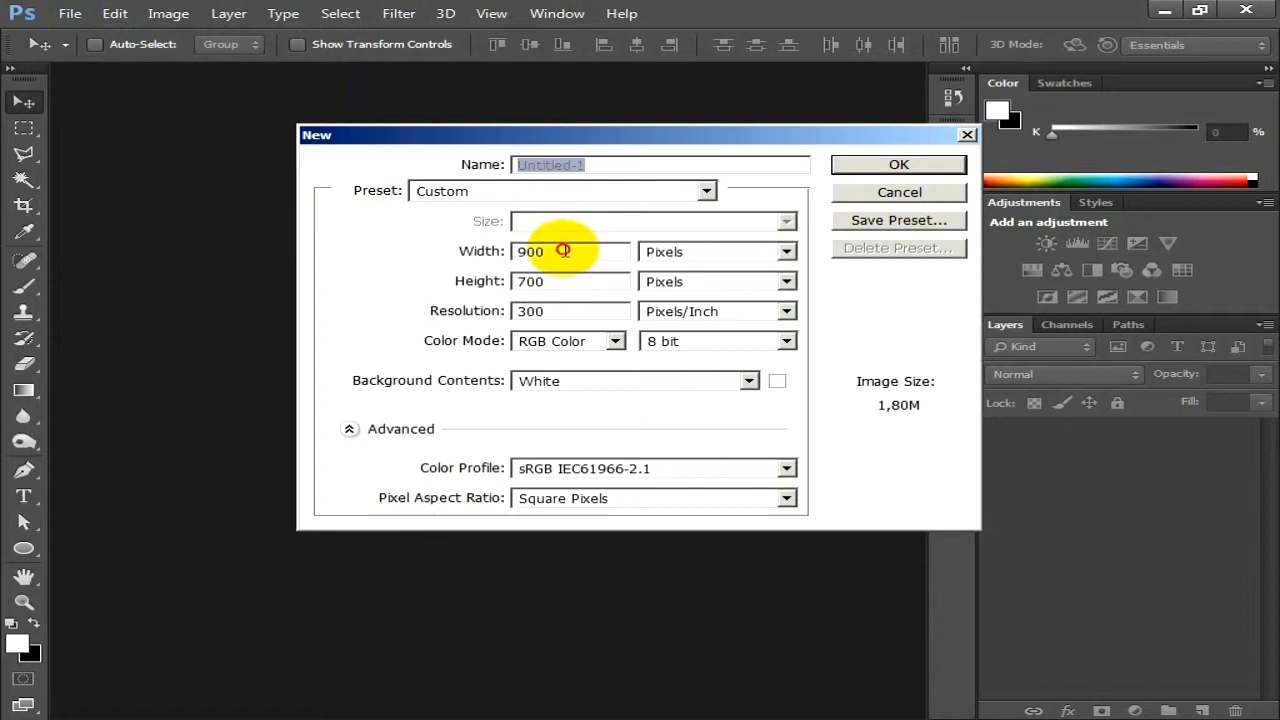 Ps File Edit Image Layer Type Select Filter 3D View Window Help
Auto-Select: Group Show Transform Controls 3D Mode: Essentials
New
Name: Untitled-1
Preset: Custom
Size:
Width: 900 Pixels
Height: 700 Pixels
Resolution: 300 Pixels/Inch
Color Mode: RGB Color 8 bit
Background Contents: White
Advanced
Color Profile: sRGB IEC61966-2.1
Pixel Aspect Ratio: Square Pixels
OK
Cancel
Save Preset...
Delete Preset...
Image Size:
1,80M
Color Swatches
K 0 %
Adjustments Styles
Add an adjustment
Layers Channels Paths
Kind
Normal Opacity:
Lock: Fill: